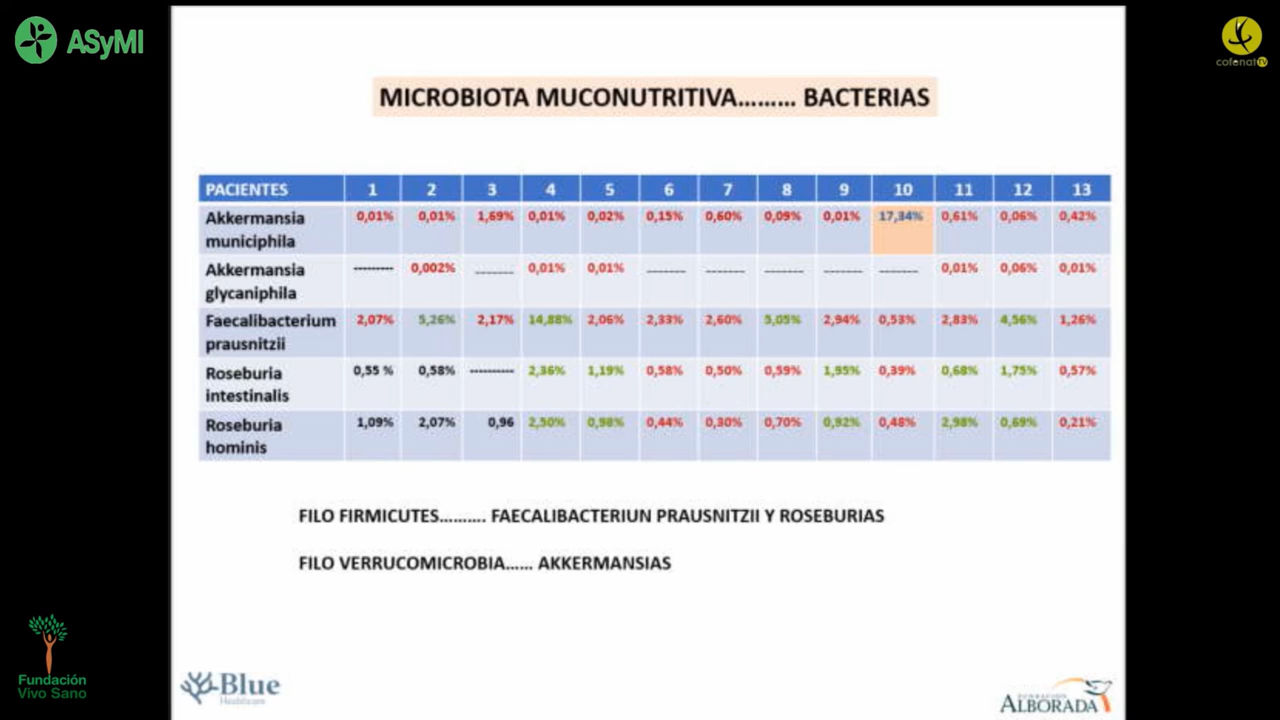 ASyMI
cofenat TV
MICROBIOTA MUCONUTRITIVA......... BACTERIAS
PACIENTES 1 2 3 4 5 6 7 8 9 10 11 12 13
Akkermansia municiphila 0,01% 0,01% 1,69% 0,01% 0,02% 0,15% 0,60% 0,09% 0,01% 17,34% 0,61% 0,06% 0,42%
Akkermansia glycaniphila --------- 0,002% ------- 0,01% 0,01% ------- ------- ------- ------- ------- 0,01% 0,06% 0,01%
Faecalibacterium prausnitzii 2,07% 5,26% 2,17% 14,88% 2,06% 2,33% 2,60% 5,05% 2,94% 0,53% 2,83% 4,56% 1,26%
Roseburia intestinalis 0,55 % 0,58% ---------- 2,36% 1,19% 0,58% 0,50% 0,59% 1,95% 0,39% 0,68% 1,75% 0,57%
Roseburia hominis 1,09% 2,07% 0,96 2,50% 0,98% 0,44% 0,30% 0,70% 0,92% 0,48% 2,98% 0,69% 0,21%
FILO FIRMICUTES.......... FAECALIBACTERIUN PRAUSNITZII Y ROSEBURIAS
FILO VERRUCOMICROBIA...... AKKERMANSIAS
Fundación
Vivo Sano
Blue
Healthcare
FUNDACIÓN
ALBORADA